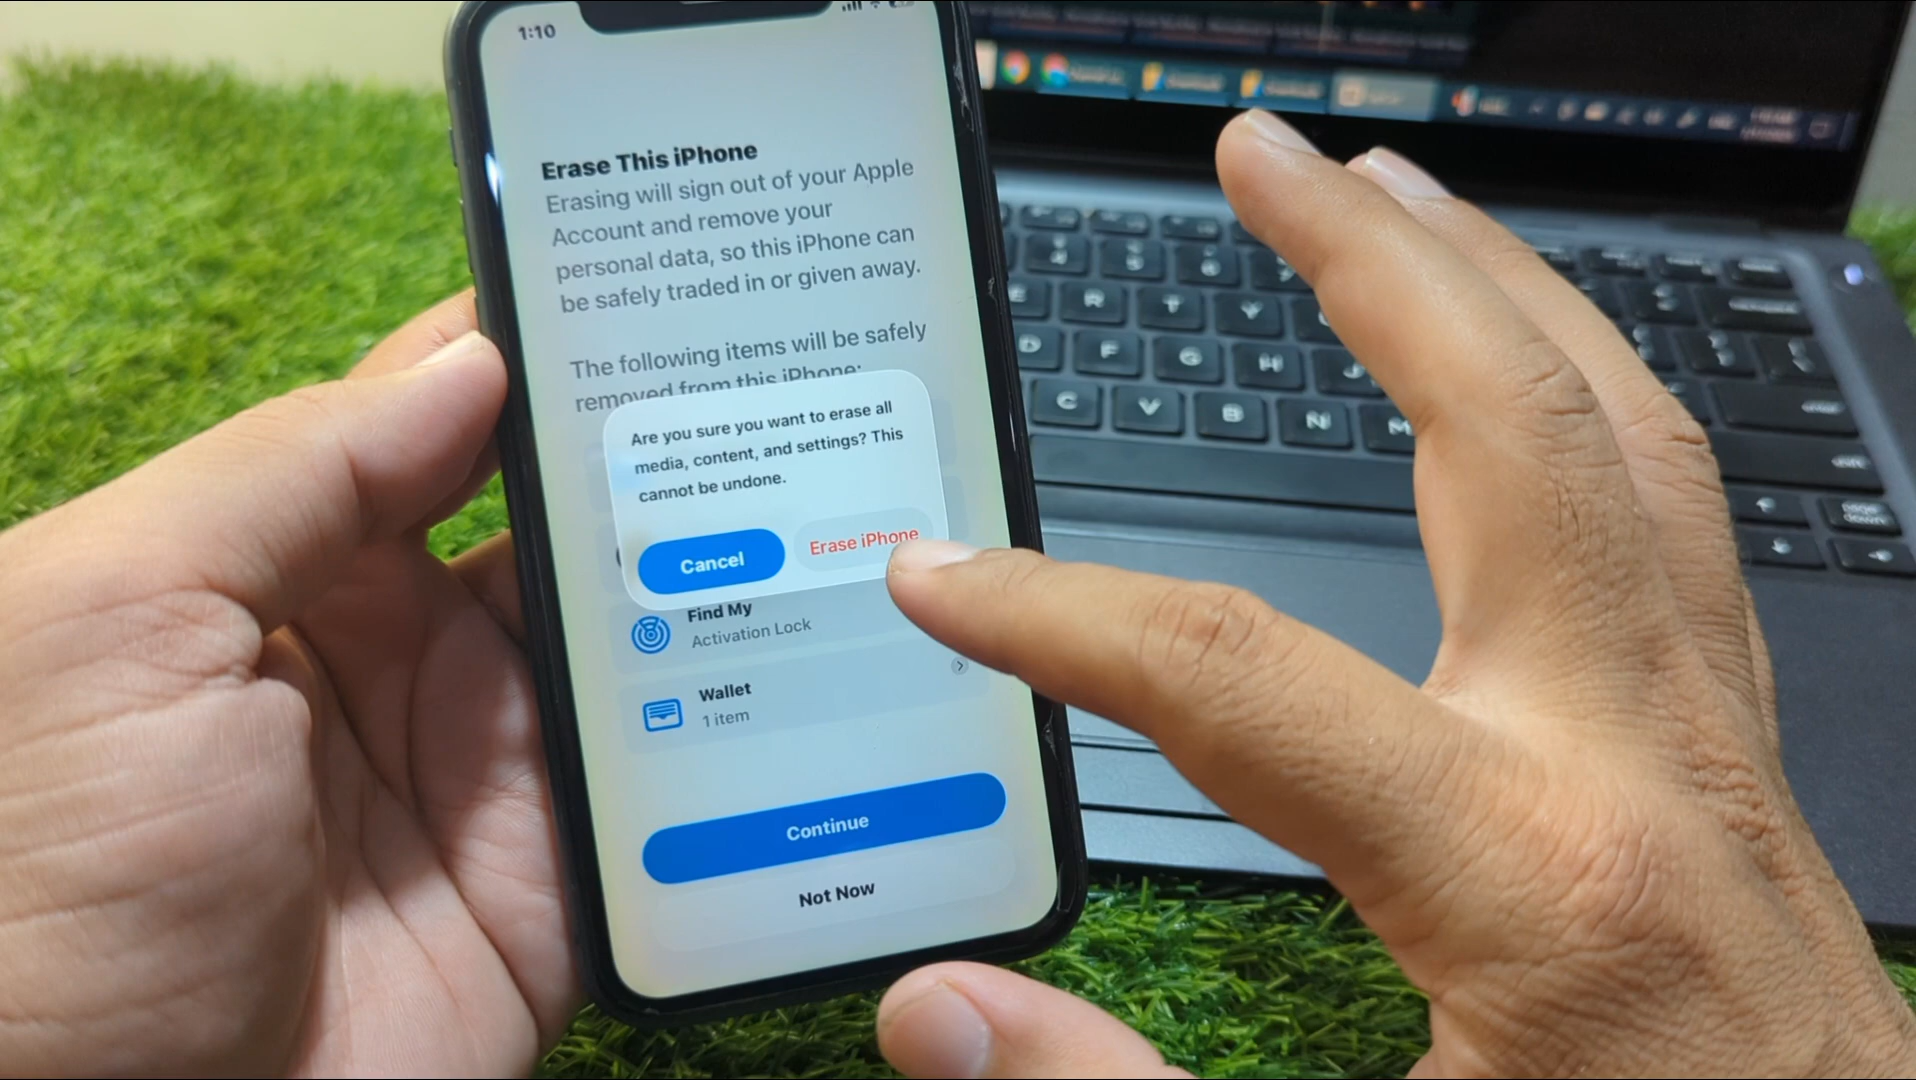 1:10
Erase This iPhone
Erasing will sign out of your Apple
Account and remove your
personal data, so this iPhone can
be safely traded in or given away.
The following items will be safely
removed from this iPhone:
Are you sure you want to erase all
media, content, and settings? This
cannot be undone.
Cancel
Erase iPhone
Find My
Activation Lock
Wallet
1 item
Continue
Not Now
R T Y
D F G H J
C V B N M
page
down